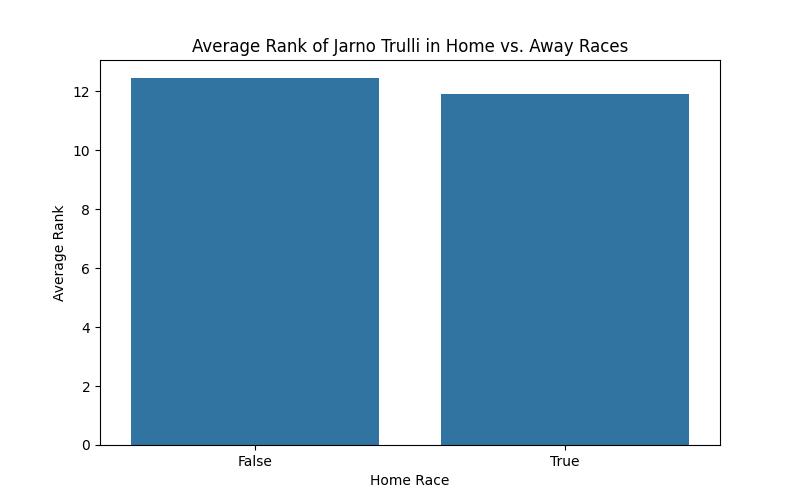 Average Rank of Jarno Trulli in Home vs. Away Races
Average Rank
12
10
8
6
4
2
0
False
True
Home Race